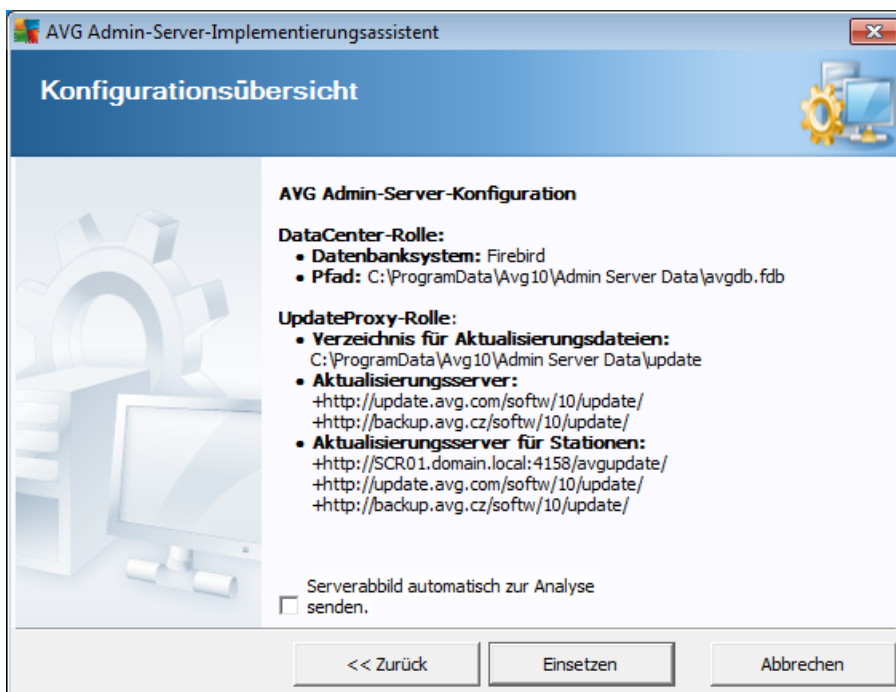 AVG Admin-Server-Implementierungsassistent
Konfigurationsübersicht
AVG Admin-Server-Konfiguration
DataCenter-Rolle:
• Datenbanksystem: Firebird
• Pfad: C:\ProgramData\Avg10\Admin Server Data\avgdb.fdb
UpdateProxy-Rolle:
• Verzeichnis für Aktualisierungsdateien:
C:\ProgramData\Avg10\Admin Server Data\update
• Aktualisierungsserver:
+http://update.avg.com/softw/10/update/
+http://backup.avg.cz/softw/10/update/
• Aktualisierungsserver für Stationen:
+http://SCR01.domain.local:4158/avgupdate/
+http://update.avg.com/softw/10/update/
+http://backup.avg.cz/softw/10/update/
Serverabbild automatisch zur Analyse
senden.
<< Zurück
Einsetzen
Abbrechen